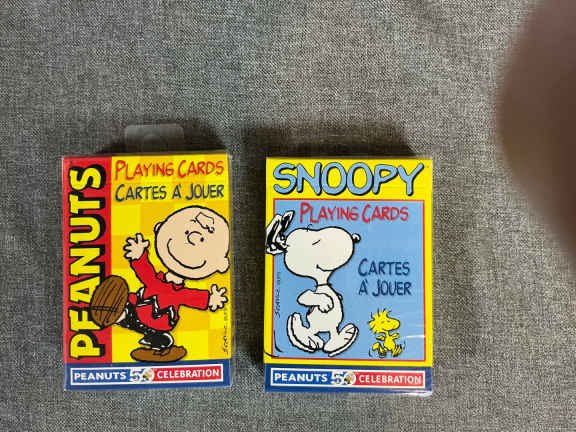 PEANUTS
PLAYING CARDS
CARTES À JOUER
PEANUTS 50 CELEBRATION
SNOOPY
PLAYING CARDS
CARTES
À JOUER
PEANUTS 50 CELEBRATION